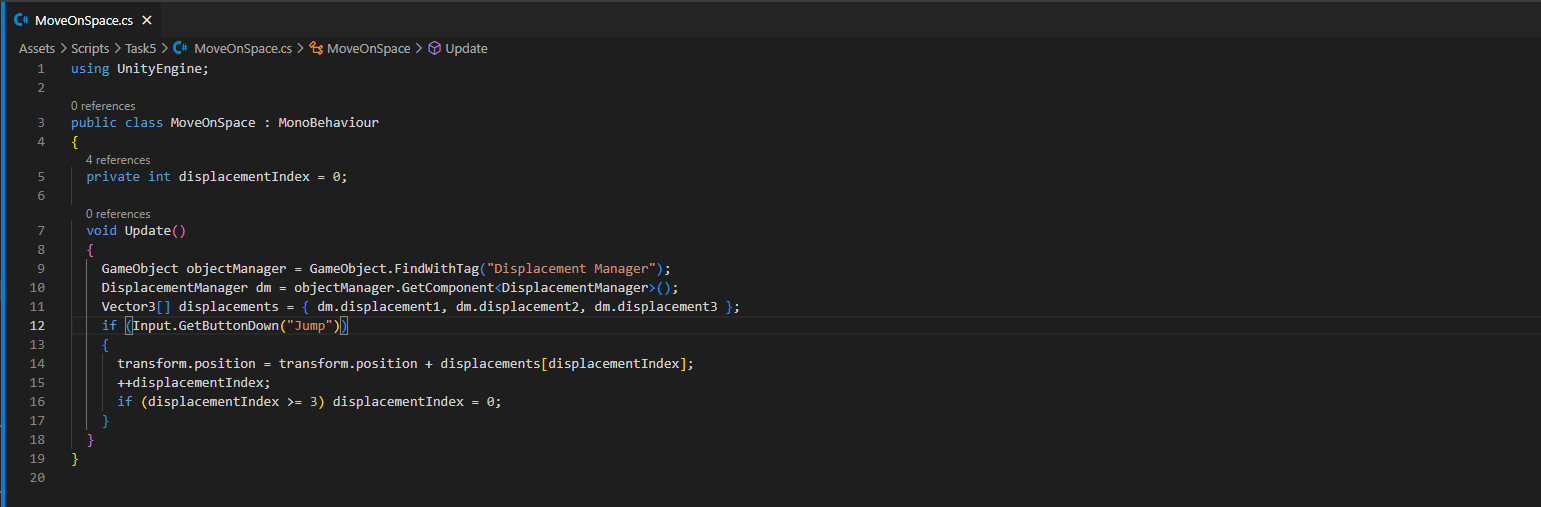 C# MoveOnSpace.cs ×
Assets > Scripts > Task5 > C# MoveOnSpace.cs > MoveOnSpace > Update
1 using UnityEngine;
2
0 references
3 public class MoveOnSpace : MonoBehaviour
4 {
4 references
5 private int displacementIndex = 0;
6
0 references
7 void Update()
8 {
9 GameObject objectManager = GameObject.FindWithTag("Displacement Manager");
10 DisplacementManager dm = objectManager.GetComponent<DisplacementManager>();
11 Vector3[] displacements = { dm.displacement1, dm.displacement2, dm.displacement3 };
12 if (Input.GetButtonDown("Jump"))
13 {
14 transform.position = transform.position + displacements[displacementIndex];
15 ++displacementIndex;
16 if (displacementIndex >= 3) displacementIndex = 0;
17 }
18 }
19 }
20